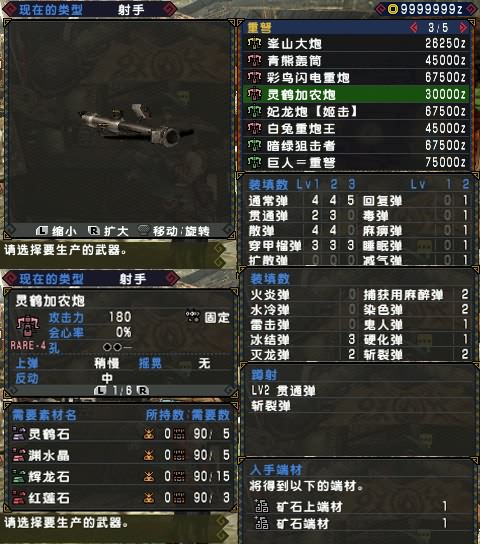 现在的类型 射手
9999999z
重弩 3/5
峯山大炮 26250z
青熊轰筒 45000z
彩鸟闪电重炮 67500z
灵鹤加农炮 30000z
妃龙炮【姬击】 67500z
白兔重炮王 45000z
暗绿狙击者 67500z
巨人=重弩 75000z
L 缩小 R 扩大 移动/旋转
请选择要生产的武器。
装填数 Lv1 2 3 Lv 1 2
通常弹 4 4 5 回复弹 0 1
贯通弹 2 3 0 毒弹 0 1
散弹 4 4 0 麻痹弹 0 1
穿甲榴弹 3 3 3 睡眠弹 0 1
扩散弹 0 0 0 减气弹 0 1
现在的类型 射手
灵鹤加农炮
攻击力 180 固定
会心率 0%
RARE-4 孔 ●●—
上弹 稍慢 摇晃 无
反动 中
L 1/6 R
需要素材名 所持数 需要数
灵鹤石 0 90/ 5
渊水晶 0 90/ 5
辉龙石 0 90/15
红莲石 0 90/ 3
请选择要生产的武器。
装填数
火炎弹 0 捕获用麻醉弹 2
水冷弹 0 染色弹 2
雷击弹 0 鬼人弹 1
冰结弹 3 硬化弹 1
灭龙弹 2 斩裂弹 2
蹲射
LV2 贯通弹
斩裂弹
入手端材
将得到以下的端材。
矿石上端材 1
矿石端材 1